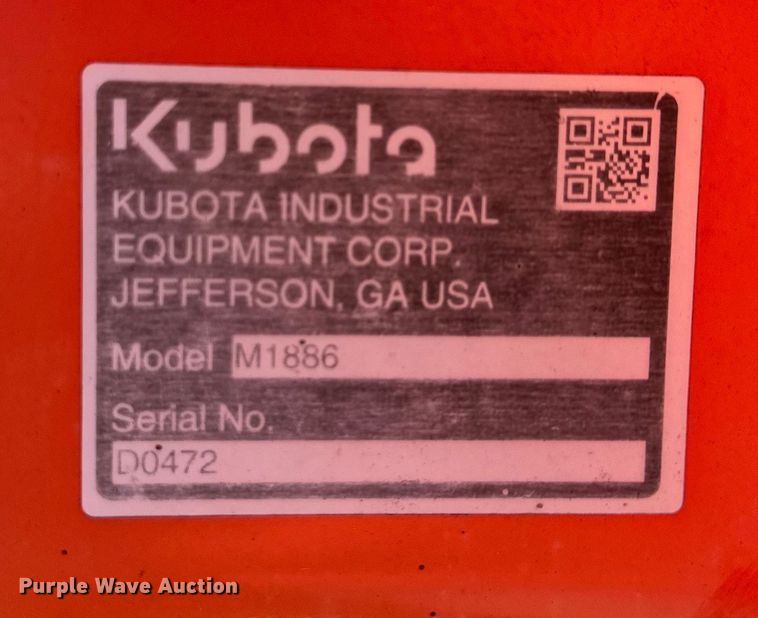 Kubota
KUBOTA INDUSTRIAL
EQUIPMENT CORP.
JEFFERSON, GA USA
Model M1886
Serial No.
D0472
Purple Wave Auction